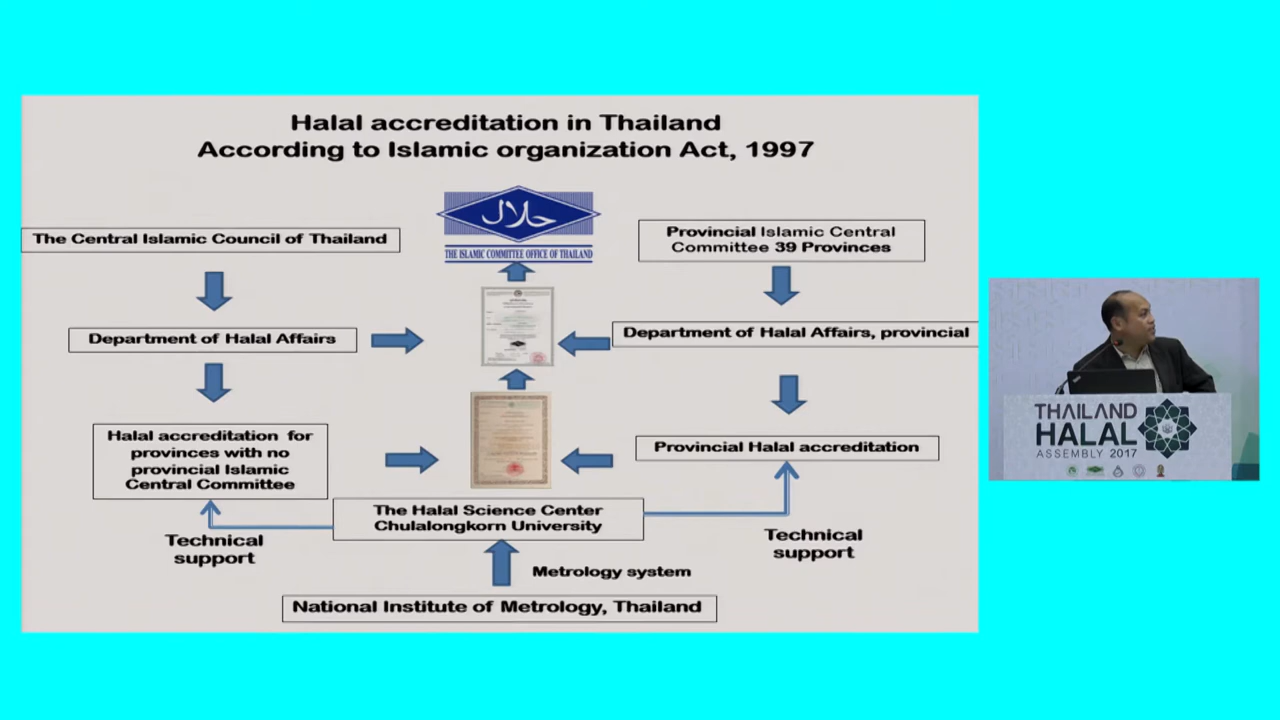 Halal accreditation in Thailand
According to Islamic organization Act, 1997
حلال
THE ISLAMIC COMMITTEE OFFICE OF THAILAND
The Central Islamic Council of Thailand
Provincial Islamic Central
Committee 39 Provinces
Department of Halal Affairs
Department of Halal Affairs, provincial
Halal accreditation for
provinces with no
provincial Islamic
Central Committee
Provincial Halal accreditation
The Halal Science Center
Chulalongkorn University
Technical
support
Technical
support
Metrology system
National Institute of Metrology, Thailand
THAILAND
HALAL
ASSEMBLY 2017